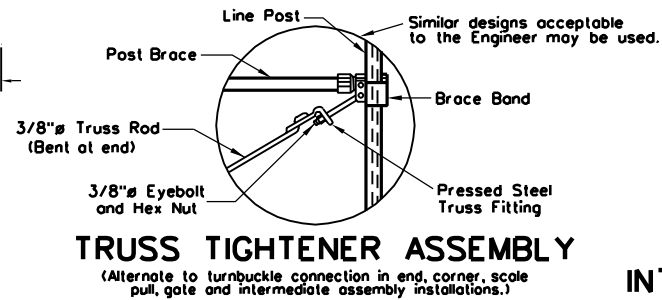 Line Post
Similar designs acceptable
to the Engineer may be used.
Post Brace
Brace Band
3/8"ø Truss Rod
(Bent at end)
3/8"ø Eyebolt
and Hex Nut
Pressed Steel
Truss Fitting
TRUSS TIGHTENER ASSEMBLY
(Alternate to turnbuckle connection in end, corner, scale
pull, gate and intermediate assembly installations.)